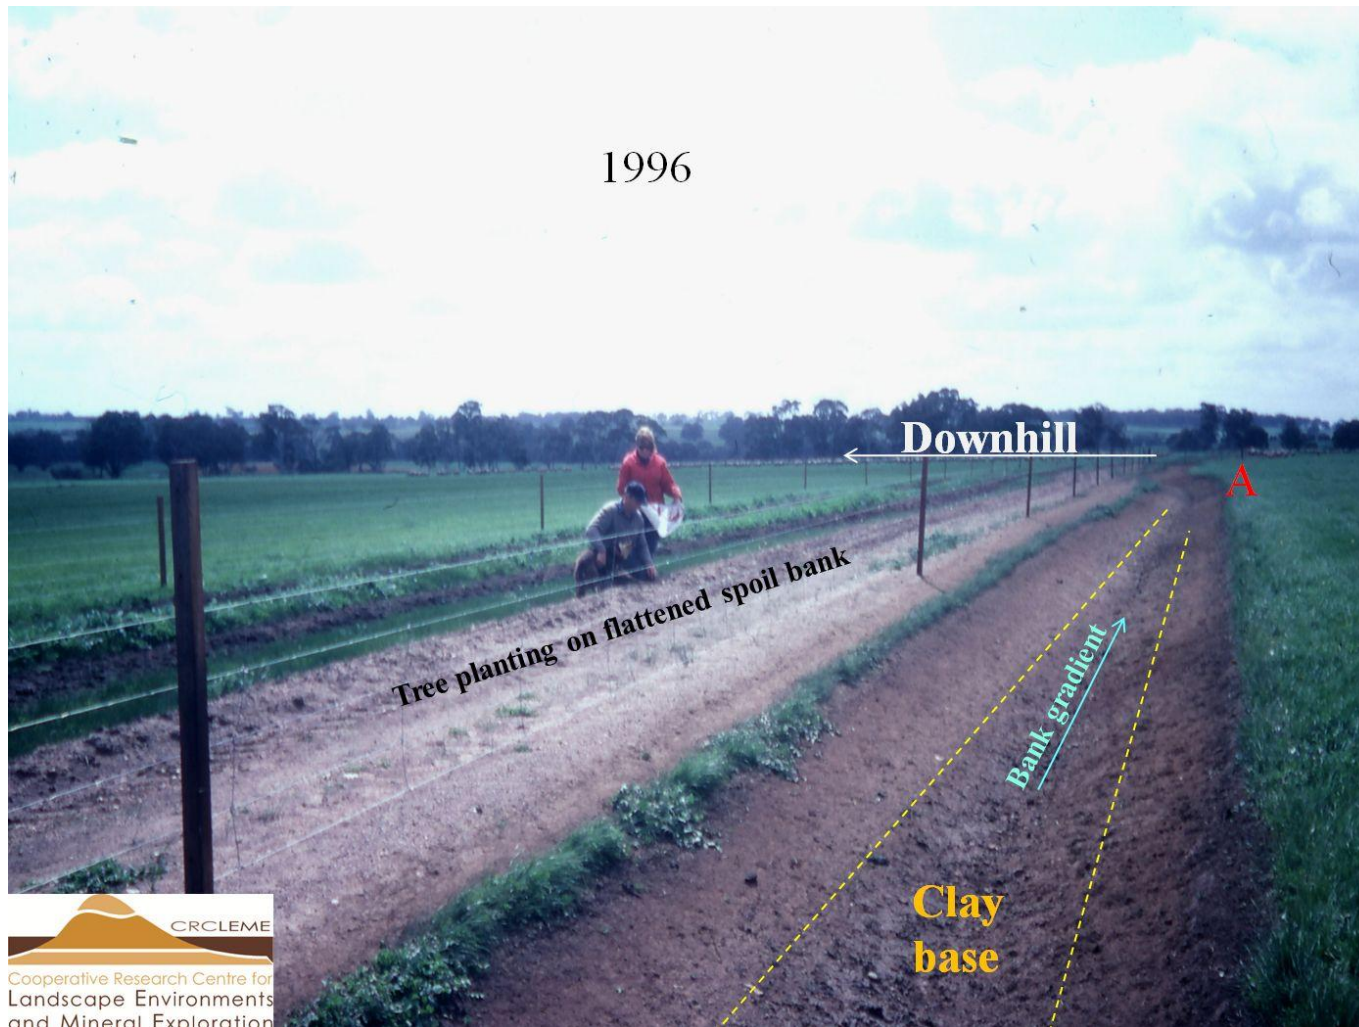 1996
Downhill
A
Tree planting on flattened spoil bank
Bank gradient
Clay
base
CRCLEME
Cooperative Research Centre for
Landscape Environments
and Mineral Exploration